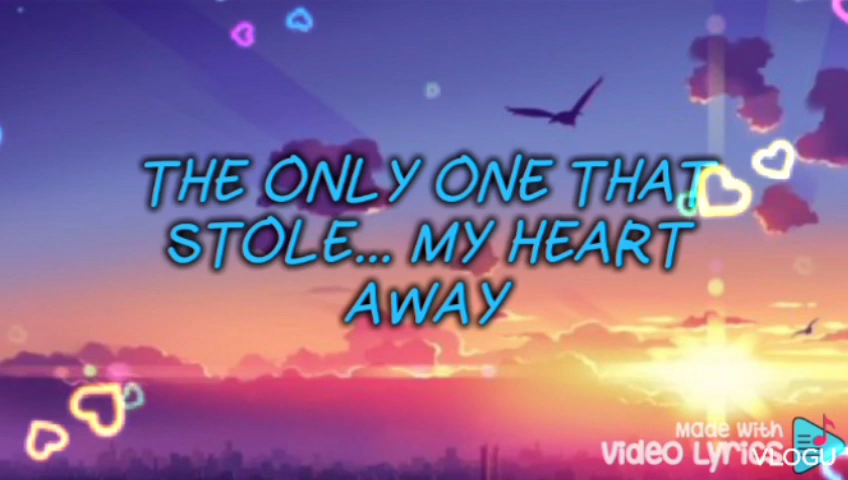 THE ONLY ONE THAT
STOLE... MY HEART
AWAY
Made with
Video Lyrics
VLOGU